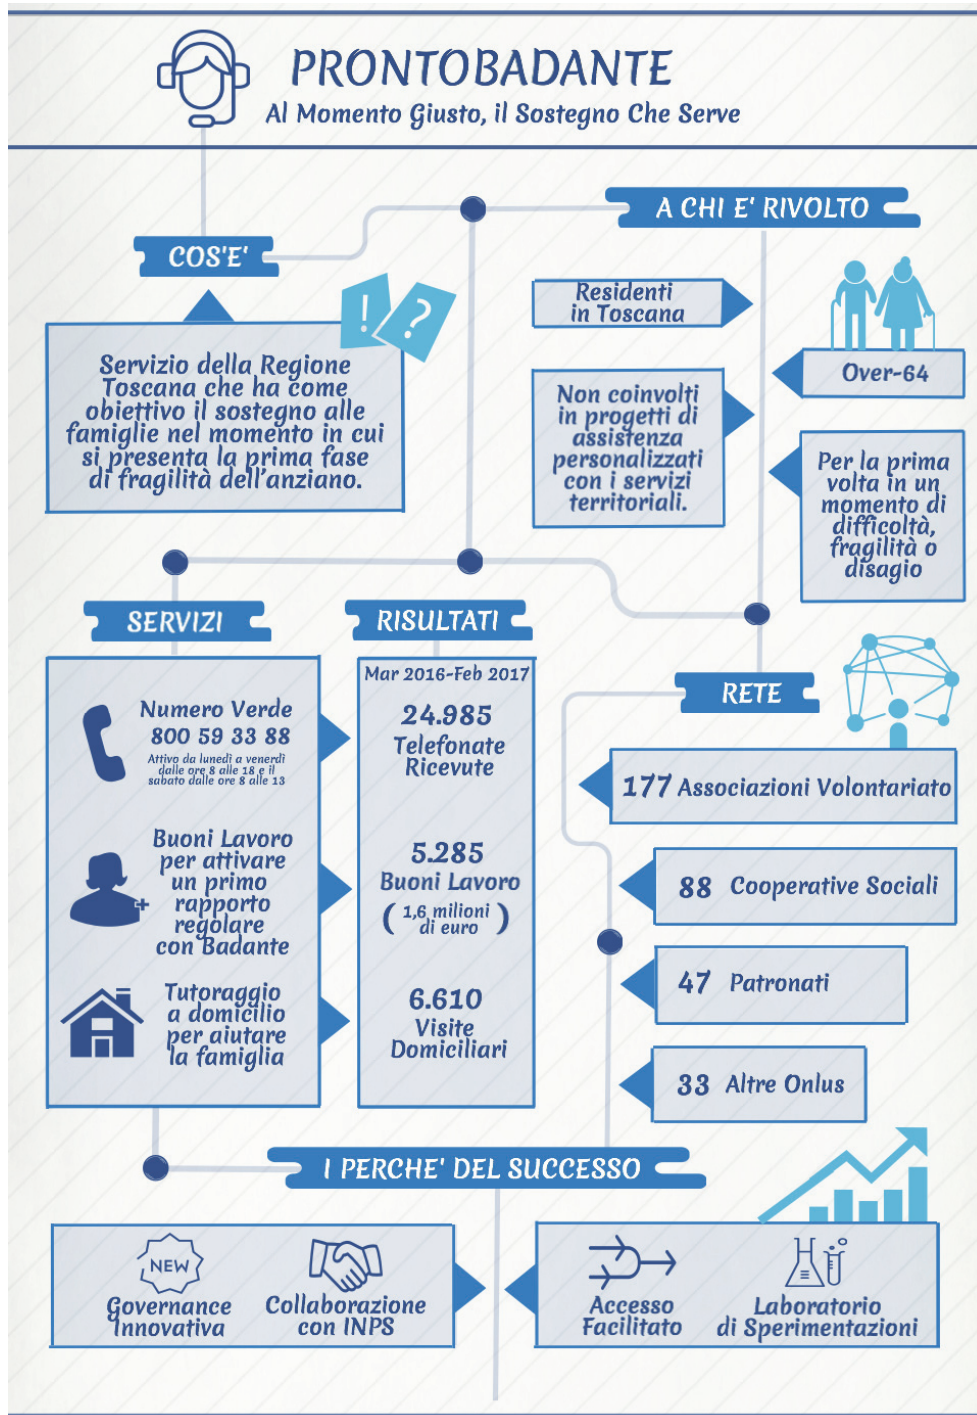 PRONTOBADANTE
Al Momento Giusto, il Sostegno Che Serve
COS'E'
!
?
Servizio della Regione
Toscana che ha come
obiettivo il sostegno alle
famiglie nel momento in cui
si presenta la prima fase
di fragilità dell'anziano.
A CHI E' RIVOLTO
Residenti
in Toscana
Over-64
Non coinvolti
in progetti di
assistenza
personalizzati
con i servizi
territoriali.
Per la prima
volta in un
momento di
difficoltà,
fragilità o
disagio
SERVIZI
Numero Verde
800 59 33 88
Attivo da lunedì a venerdì
dalle ore 8 alle 18 e il
sabato dalle ore 8 alle 13
Buoni Lavoro
per attivare
un primo
rapporto
regolare
con Badante
Tutoraggio
a domicilio
per aiutare
la famiglia
RISULTATI
Mar 2016-Feb 2017
24.985
Telefonate
Ricevute
5.285
Buoni Lavoro
( 1,6 milioni
di euro )
6.610
Visite
Domiciliari
RETE
177 Associazioni Volontariato
88 Cooperative Sociali
47 Patronati
33 Altre Onlus
I PERCHE' DEL SUCCESSO
NEW
Governance
Innovativa
Collaborazione
con INPS
Accesso
Facilitato
Laboratorio
di Sperimentazioni